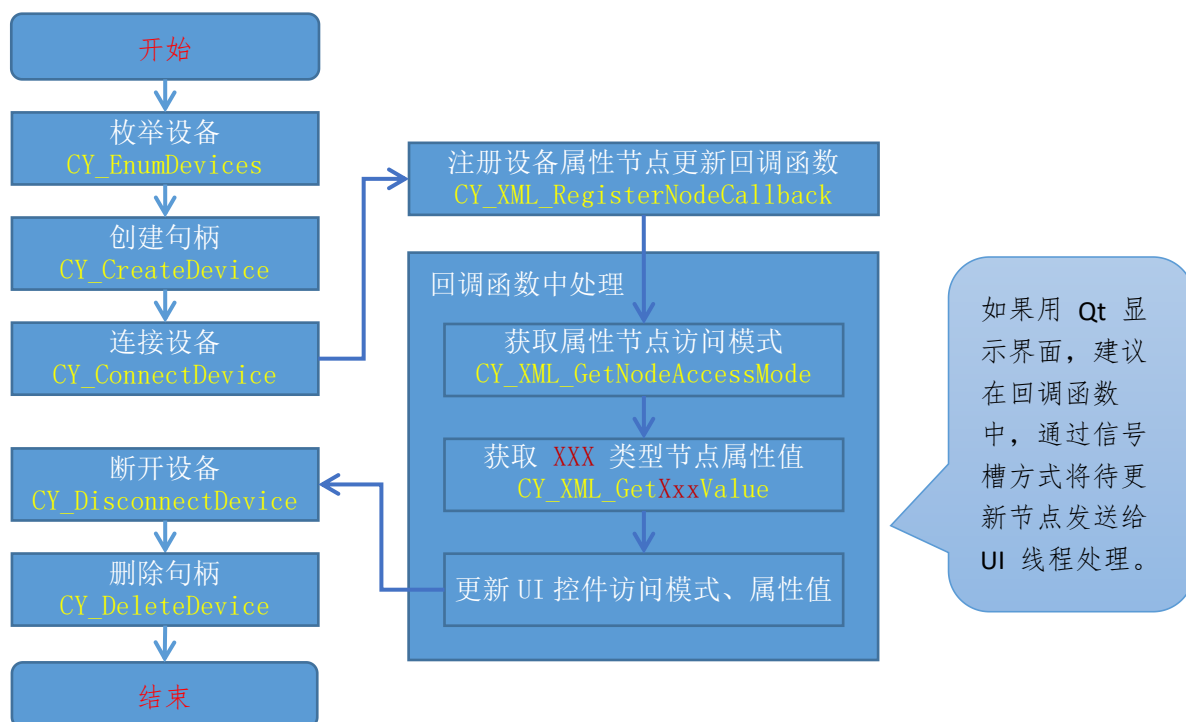 开始
枚举设备
CY_EnumDevices
创建句柄
CY_CreateDevice
连接设备
CY_ConnectDevice
注册设备属性节点更新回调函数
CY_XML_RegisterNodeCallback
回调函数中处理
获取属性节点访问模式
CY_XML_GetNodeAccessMode
获取 XXX 类型节点属性值
CY_XML_GetXxxValue
更新 UI 控件访问模式、属性值
断开设备
CY_DisconnectDevice
删除句柄
CY_DeleteDevice
结束
如果用 Qt 显
示界面，建议
在回调函数
中，通过信号
槽方式将待更
新节点发送给
UI 线程处理。